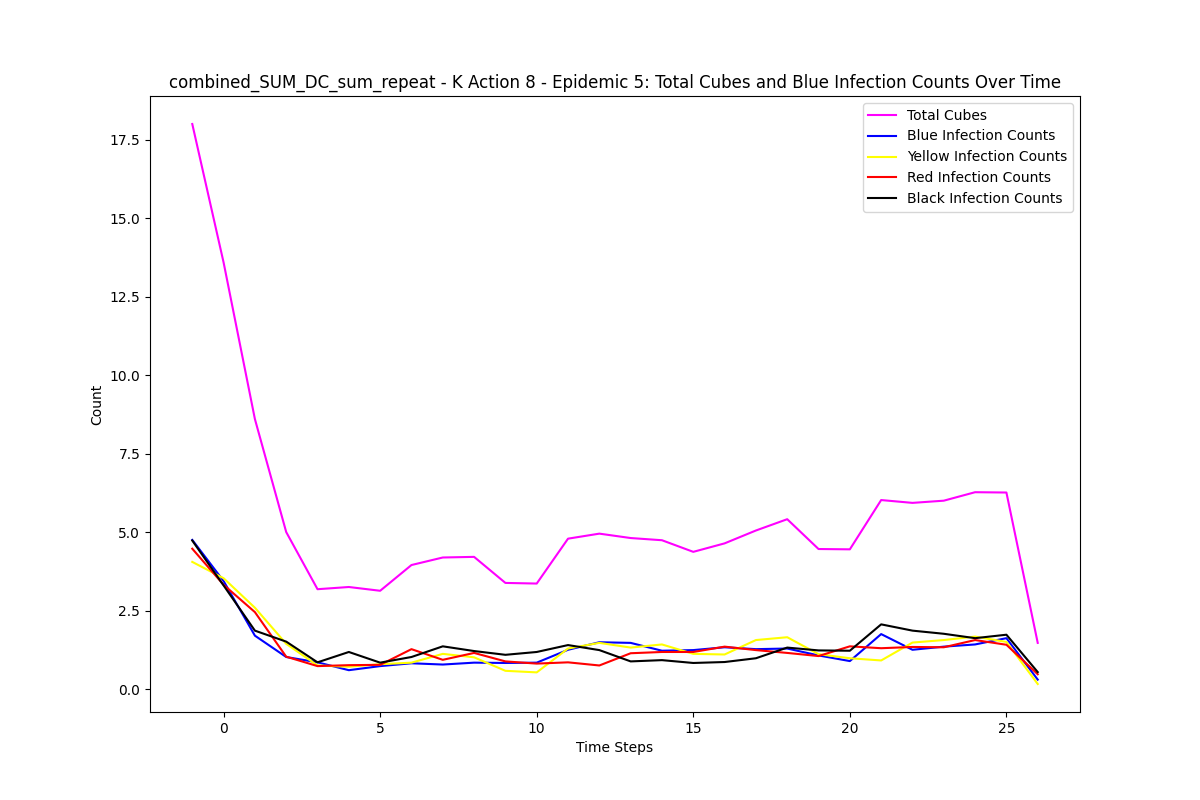 combined_SUM_DC_sum_repeat - K Action 8 - Epidemic 5: Total Cubes and Blue Infection Counts Over Time
Total Cubes
Blue Infection Counts
Yellow Infection Counts
Red Infection Counts
Black Infection Counts
17.5
15.0
12.5
10.0
7.5
5.0
2.5
0.0
Count
0 5 10 15 20 25
Time Steps